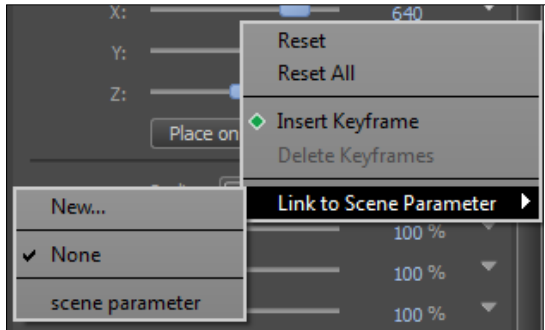 X: 640
Reset
Y:
Reset All
Z:
Insert Keyframe
Place on
Delete Keyframes
Link to Scene Parameter
New...
100 %
None
100 %
scene parameter
100 %